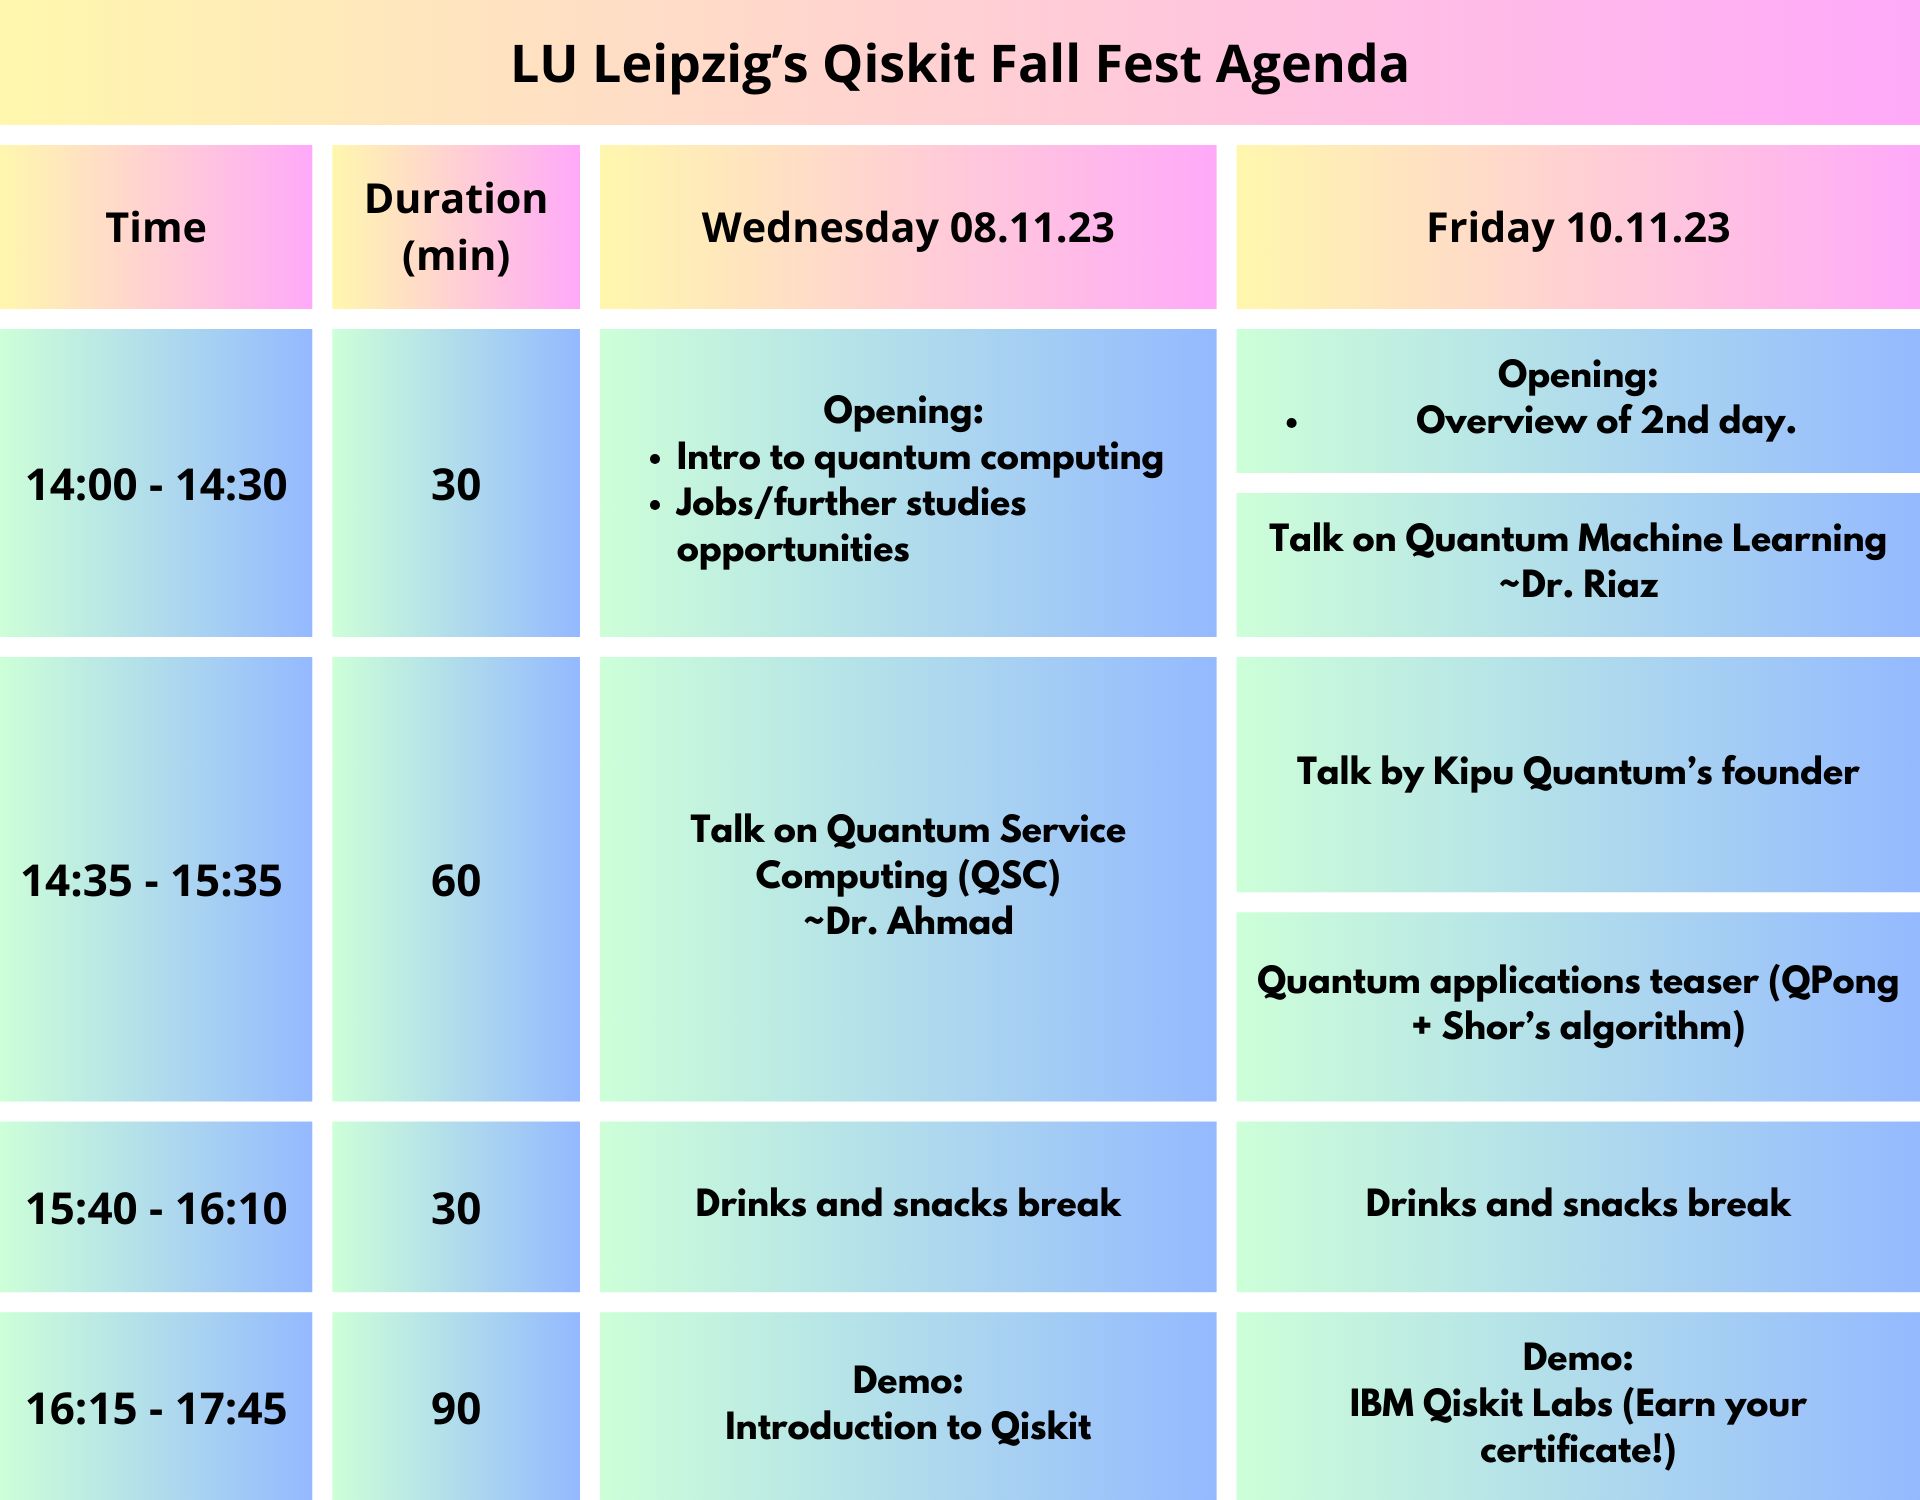 LU Leipzig’s Qiskit Fall Fest Agenda
Time
Duration
(min)
Wednesday 08.11.23
Friday 10.11.23
14:00 - 14:30
30
Opening:
• Intro to quantum computing
• Jobs/further studies
opportunities
Opening:
• Overview of 2nd day.
Talk on Quantum Machine Learning
~Dr. Riaz
14:35 - 15:35
60
Talk on Quantum Service
Computing (QSC)
~Dr. Ahmad
Talk by Kipu Quantum’s founder
Quantum applications teaser (QPong
+ Shor’s algorithm)
15:40 - 16:10
30
Drinks and snacks break
Drinks and snacks break
16:15 - 17:45
90
Demo:
Introduction to Qiskit
Demo:
IBM Qiskit Labs (Earn your
certificate!)